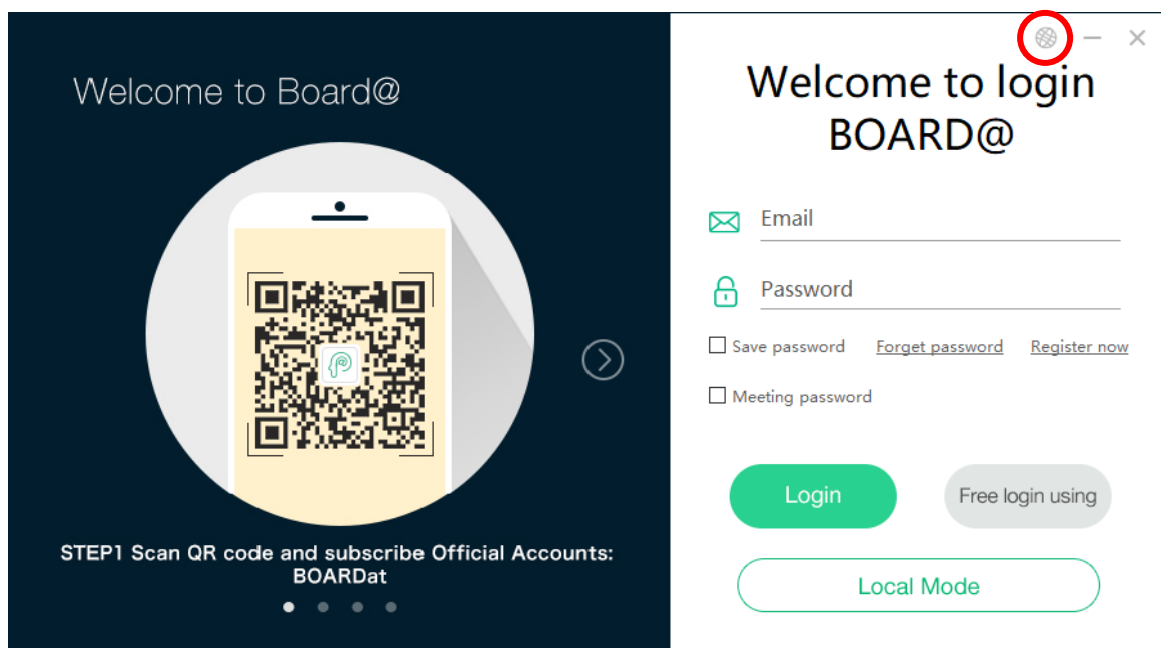 Welcome to Board@
STEP1 Scan QR code and subscribe Official Accounts:
BOARDat
Welcome to login
BOARD@
Email
Password
Save password Forget password Register now
Meeting password
Login Free login using
Local Mode